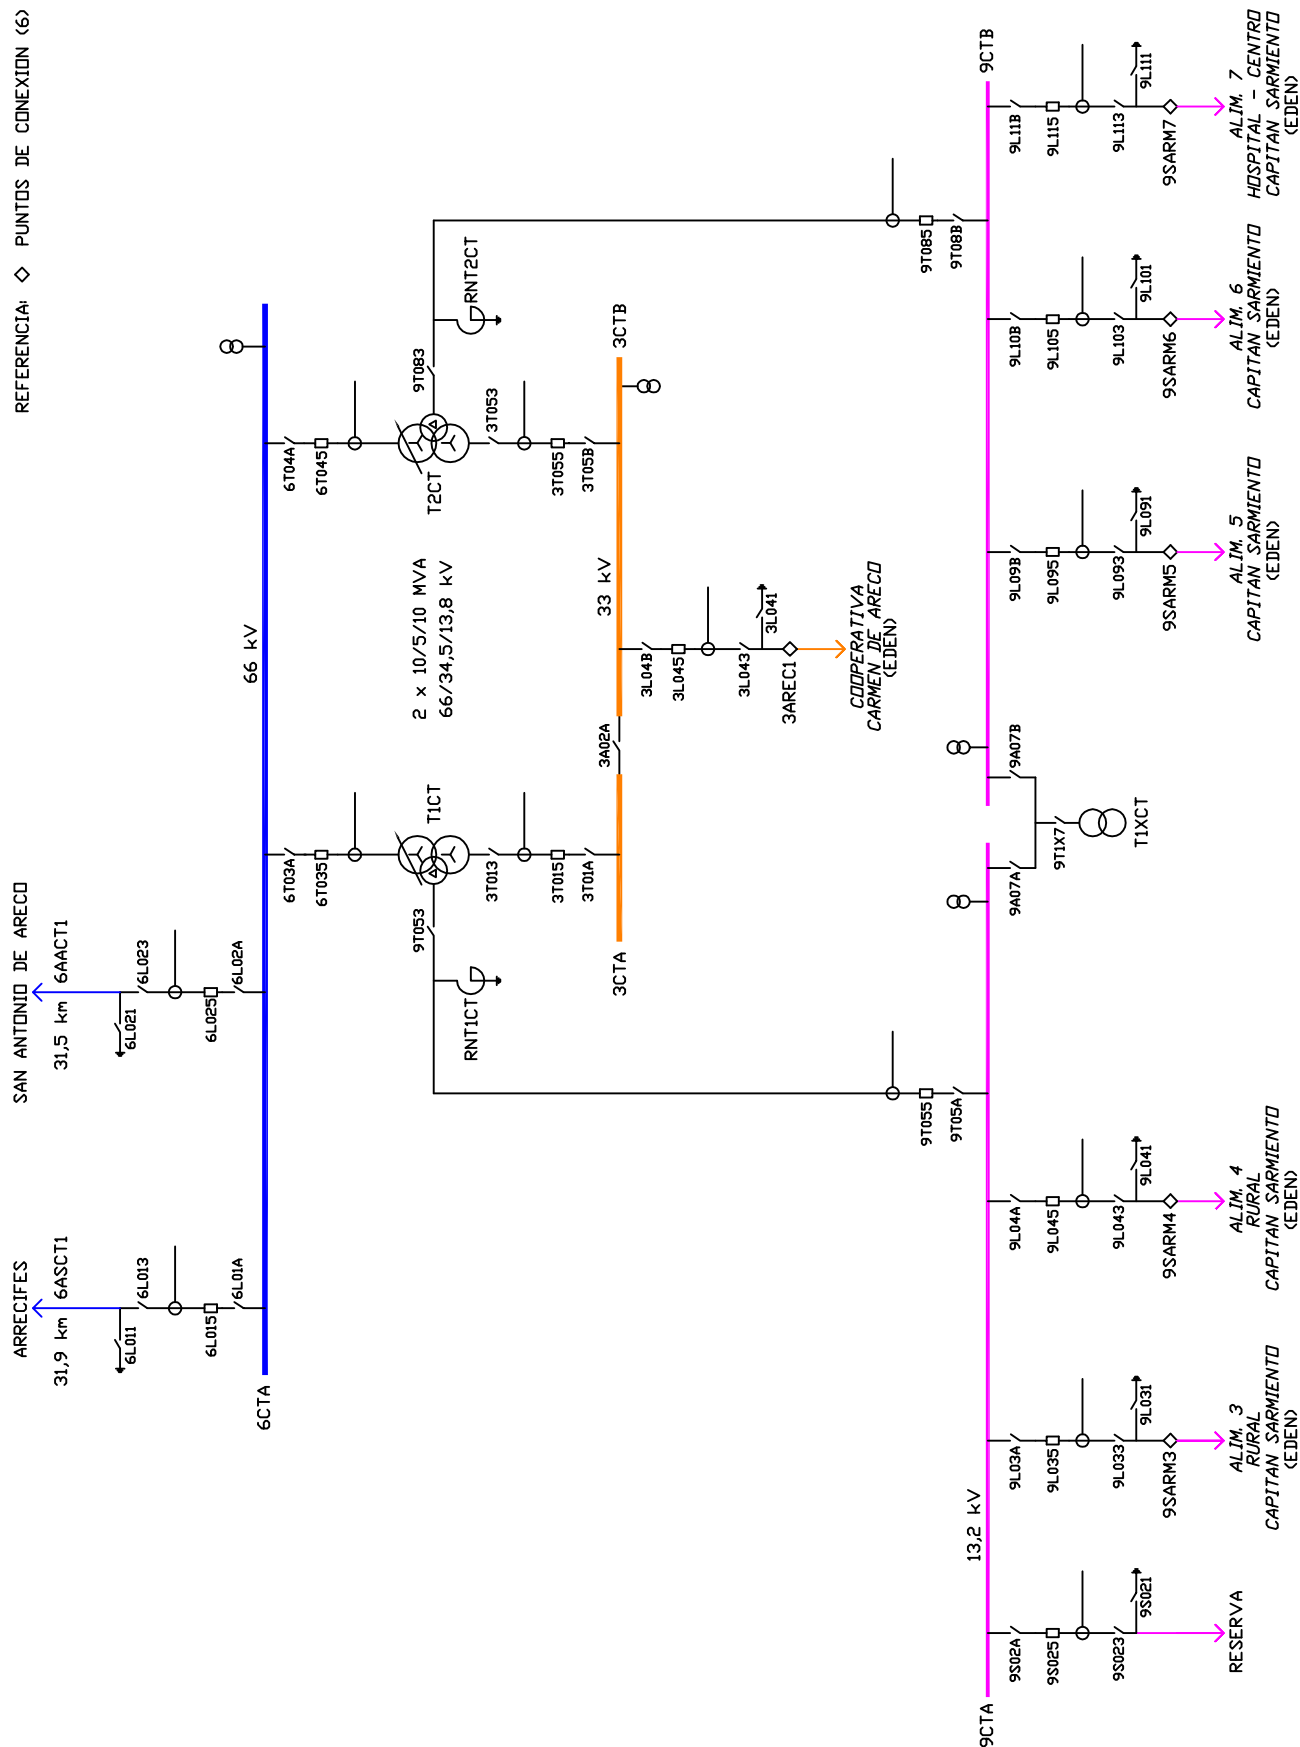 REFERENCIA: ◇ PUNTOS DE CONEXION (6)
ARRECIFES
31,9 km 6ASCT1
6L011
6L013
6L015
6L01A
SAN ANTONIO DE ARECO
31,5 km 6AACT1
6L021
6L023
6L025
6L02A
6CTA
66 kV
6T03A
6T035
T1CT
9T053
RNT1CT
3T013
3T015
3T01A
2 x 10/5/10 MVA
66/34,5/13,8 kV
6T04A
6T045
T2CT
9T083
RNT2CT
3T053
3T055
3T05B
3CTA
3A02A
33 kV
3CTB
3L04B
3L045
3L043
3L041
3AREC1
COOPERATIVA
CARMEN DE ARECO
(EDEN)
9T055
9T05A
9T085
9T08B
9CTA
13,2 kV
9CTB
9S02A
9S025
9S023
9S021
RESERVA
9L03A
9L035
9L033
9L031
9SARM3
ALIM. 3
RURAL
CAPITAN SARMIENTO
(EDEN)
9L04A
9L045
9L043
9L041
9SARM4
ALIM. 4
RURAL
CAPITAN SARMIENTO
(EDEN)
9A07A
9A07B
9T1X7
T1XCT
9L09B
9L095
9L093
9L091
9SARM5
ALIM. 5
CAPITAN SARMIENTO
(EDEN)
9L10B
9L105
9L103
9L101
9SARM6
ALIM. 6
CAPITAN SARMIENTO
(EDEN)
9L11B
9L115
9L113
9L111
9SARM7
ALIM. 7
HOSPITAL - CENTRO
CAPITAN SARMIENTO
(EDEN)